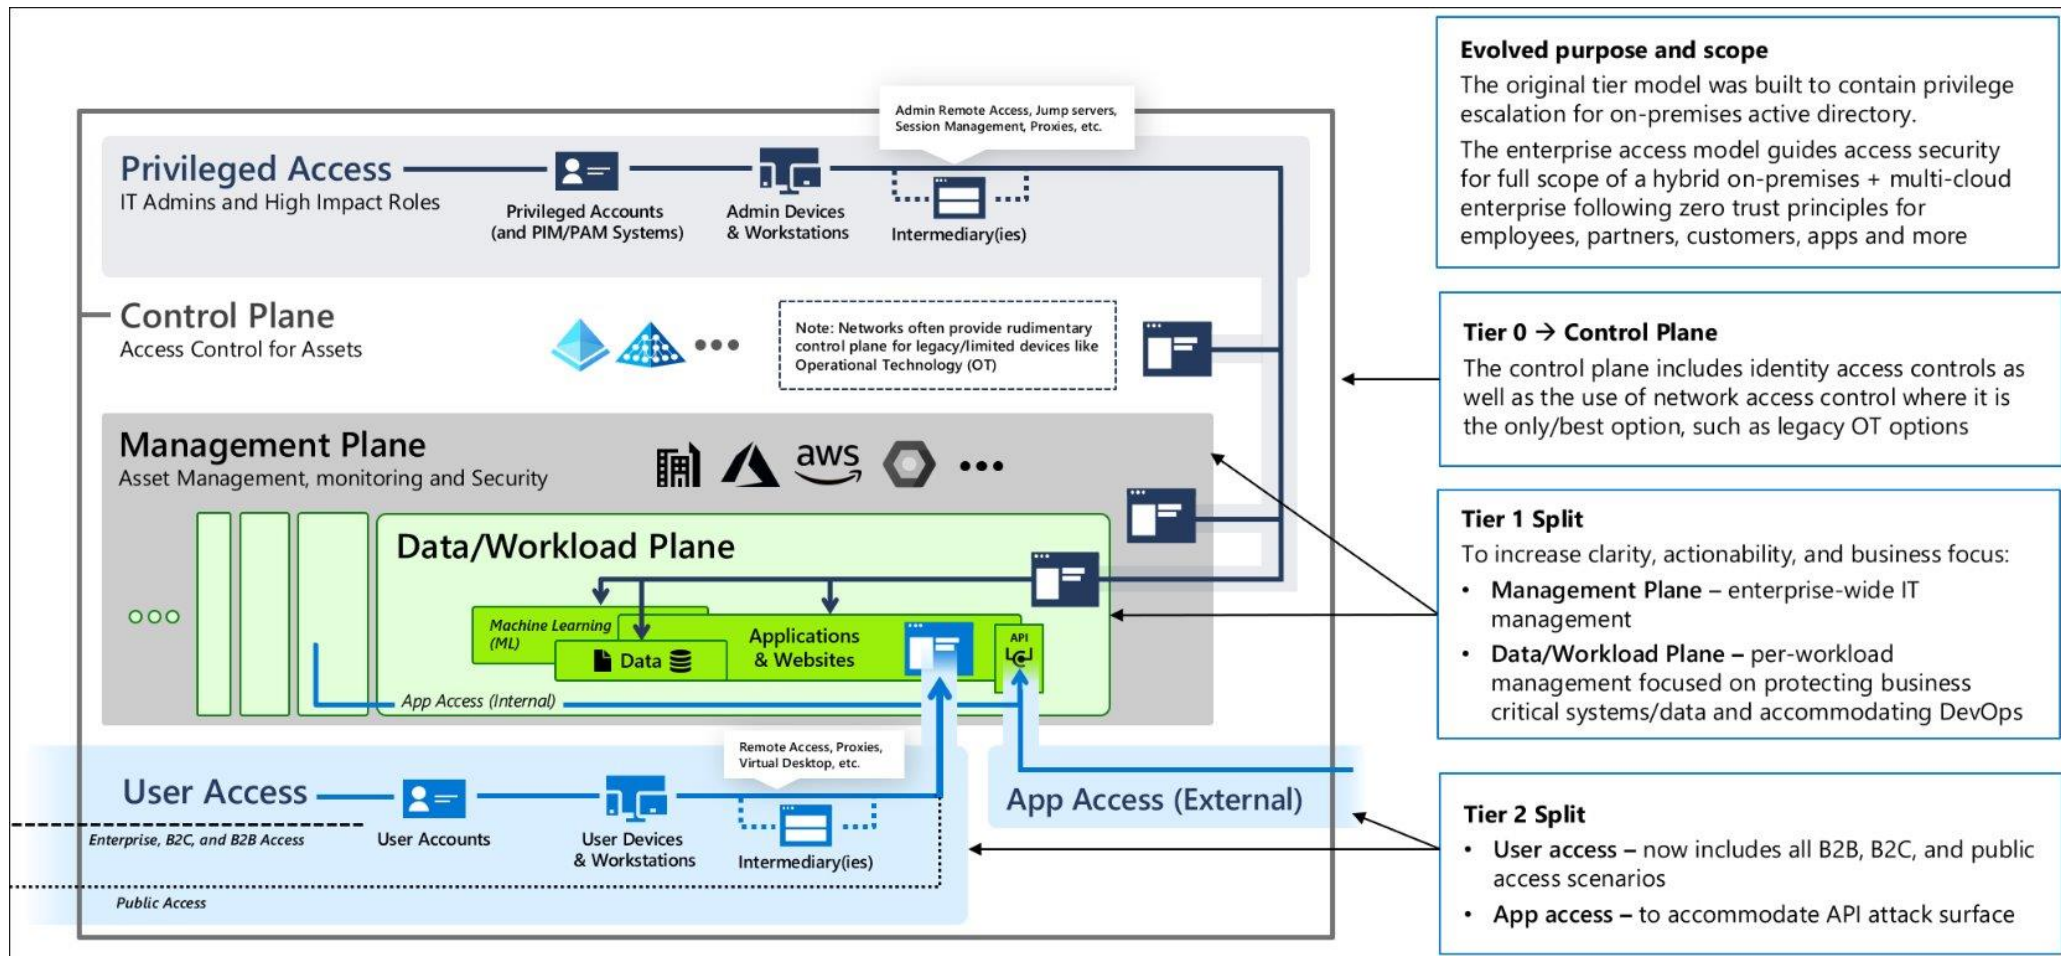 Admin Remote Access, Jump servers,
Session Management, Proxies, etc.
Privileged Access
IT Admins and High Impact Roles
Privileged Accounts
(and PIM/PAM Systems)
Admin Devices
& Workstations
Intermediary(ies)
Control Plane
Access Control for Assets
Note: Networks often provide rudimentary
control plane for legacy/limited devices like
Operational Technology (OT)
Management Plane
Asset Management, monitoring and Security
aws
Data/Workload Plane
Machine Learning
(ML)
Data
Applications
& Websites
API
App Access (Internal)
Remote Access, Proxies,
Virtual Desktop, etc.
User Access
Enterprise, B2C, and B2B Access
User Accounts
User Devices
& Workstations
Intermediary(ies)
Public Access
App Access (External)
Evolved purpose and scope
The original tier model was built to contain privilege
escalation for on-premises active directory.
The enterprise access model guides access security
for full scope of a hybrid on-premises + multi-cloud
enterprise following zero trust principles for
employees, partners, customers, apps and more
Tier 0 → Control Plane
The control plane includes identity access controls as
well as the use of network access control where it is
the only/best option, such as legacy OT options
Tier 1 Split
To increase clarity, actionability, and business focus:
• Management Plane – enterprise-wide IT
management
• Data/Workload Plane – per-workload
management focused on protecting business
critical systems/data and accommodating DevOps
Tier 2 Split
• User access – now includes all B2B, B2C, and public
access scenarios
• App access – to accommodate API attack surface